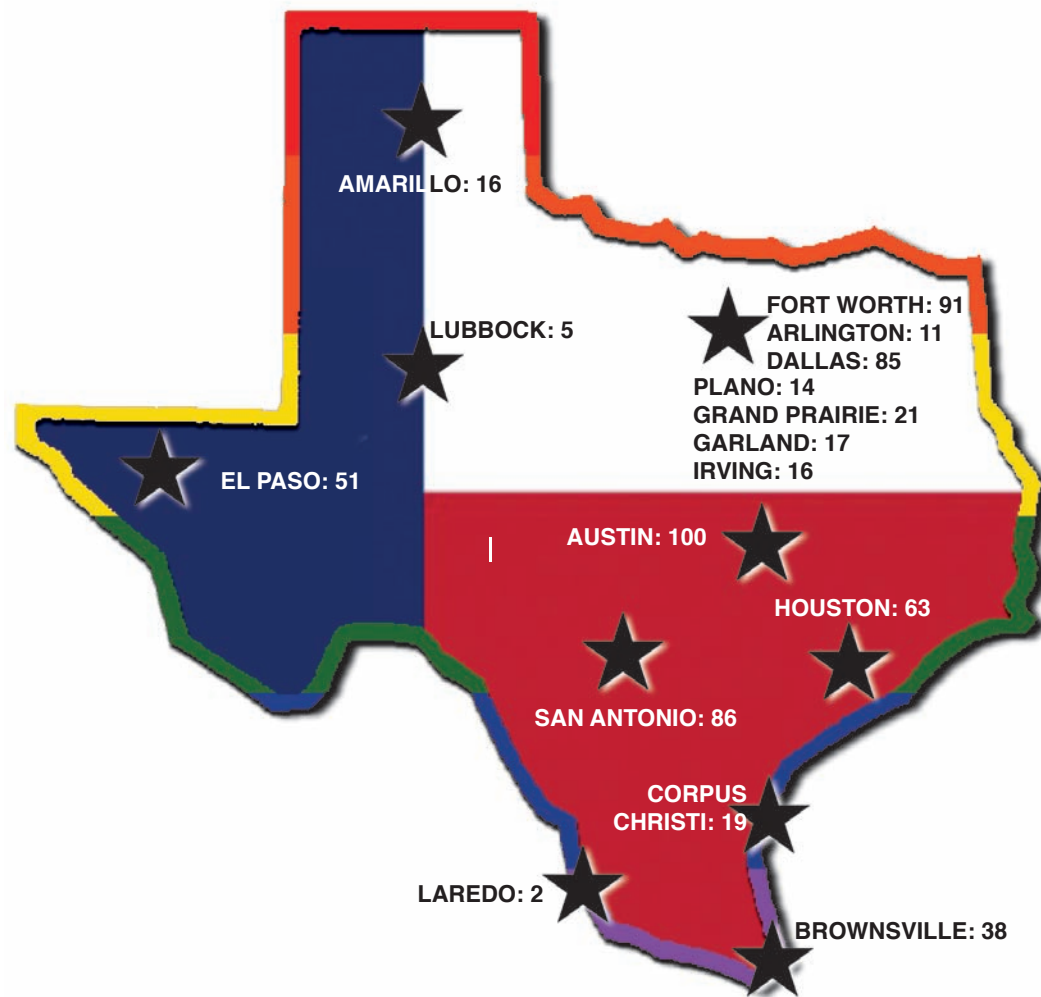 AMARILLO: 16
LUBBOCK: 5
FORT WORTH: 91
ARLINGTON: 11
DALLAS: 85
PLANO: 14
GRAND PRAIRIE: 21
GARLAND: 17
IRVING: 16
EL PASO: 51
AUSTIN: 100
HOUSTON: 63
SAN ANTONIO: 86
CORPUS
CHRISTI: 19
LAREDO: 2
BROWNSVILLE: 38